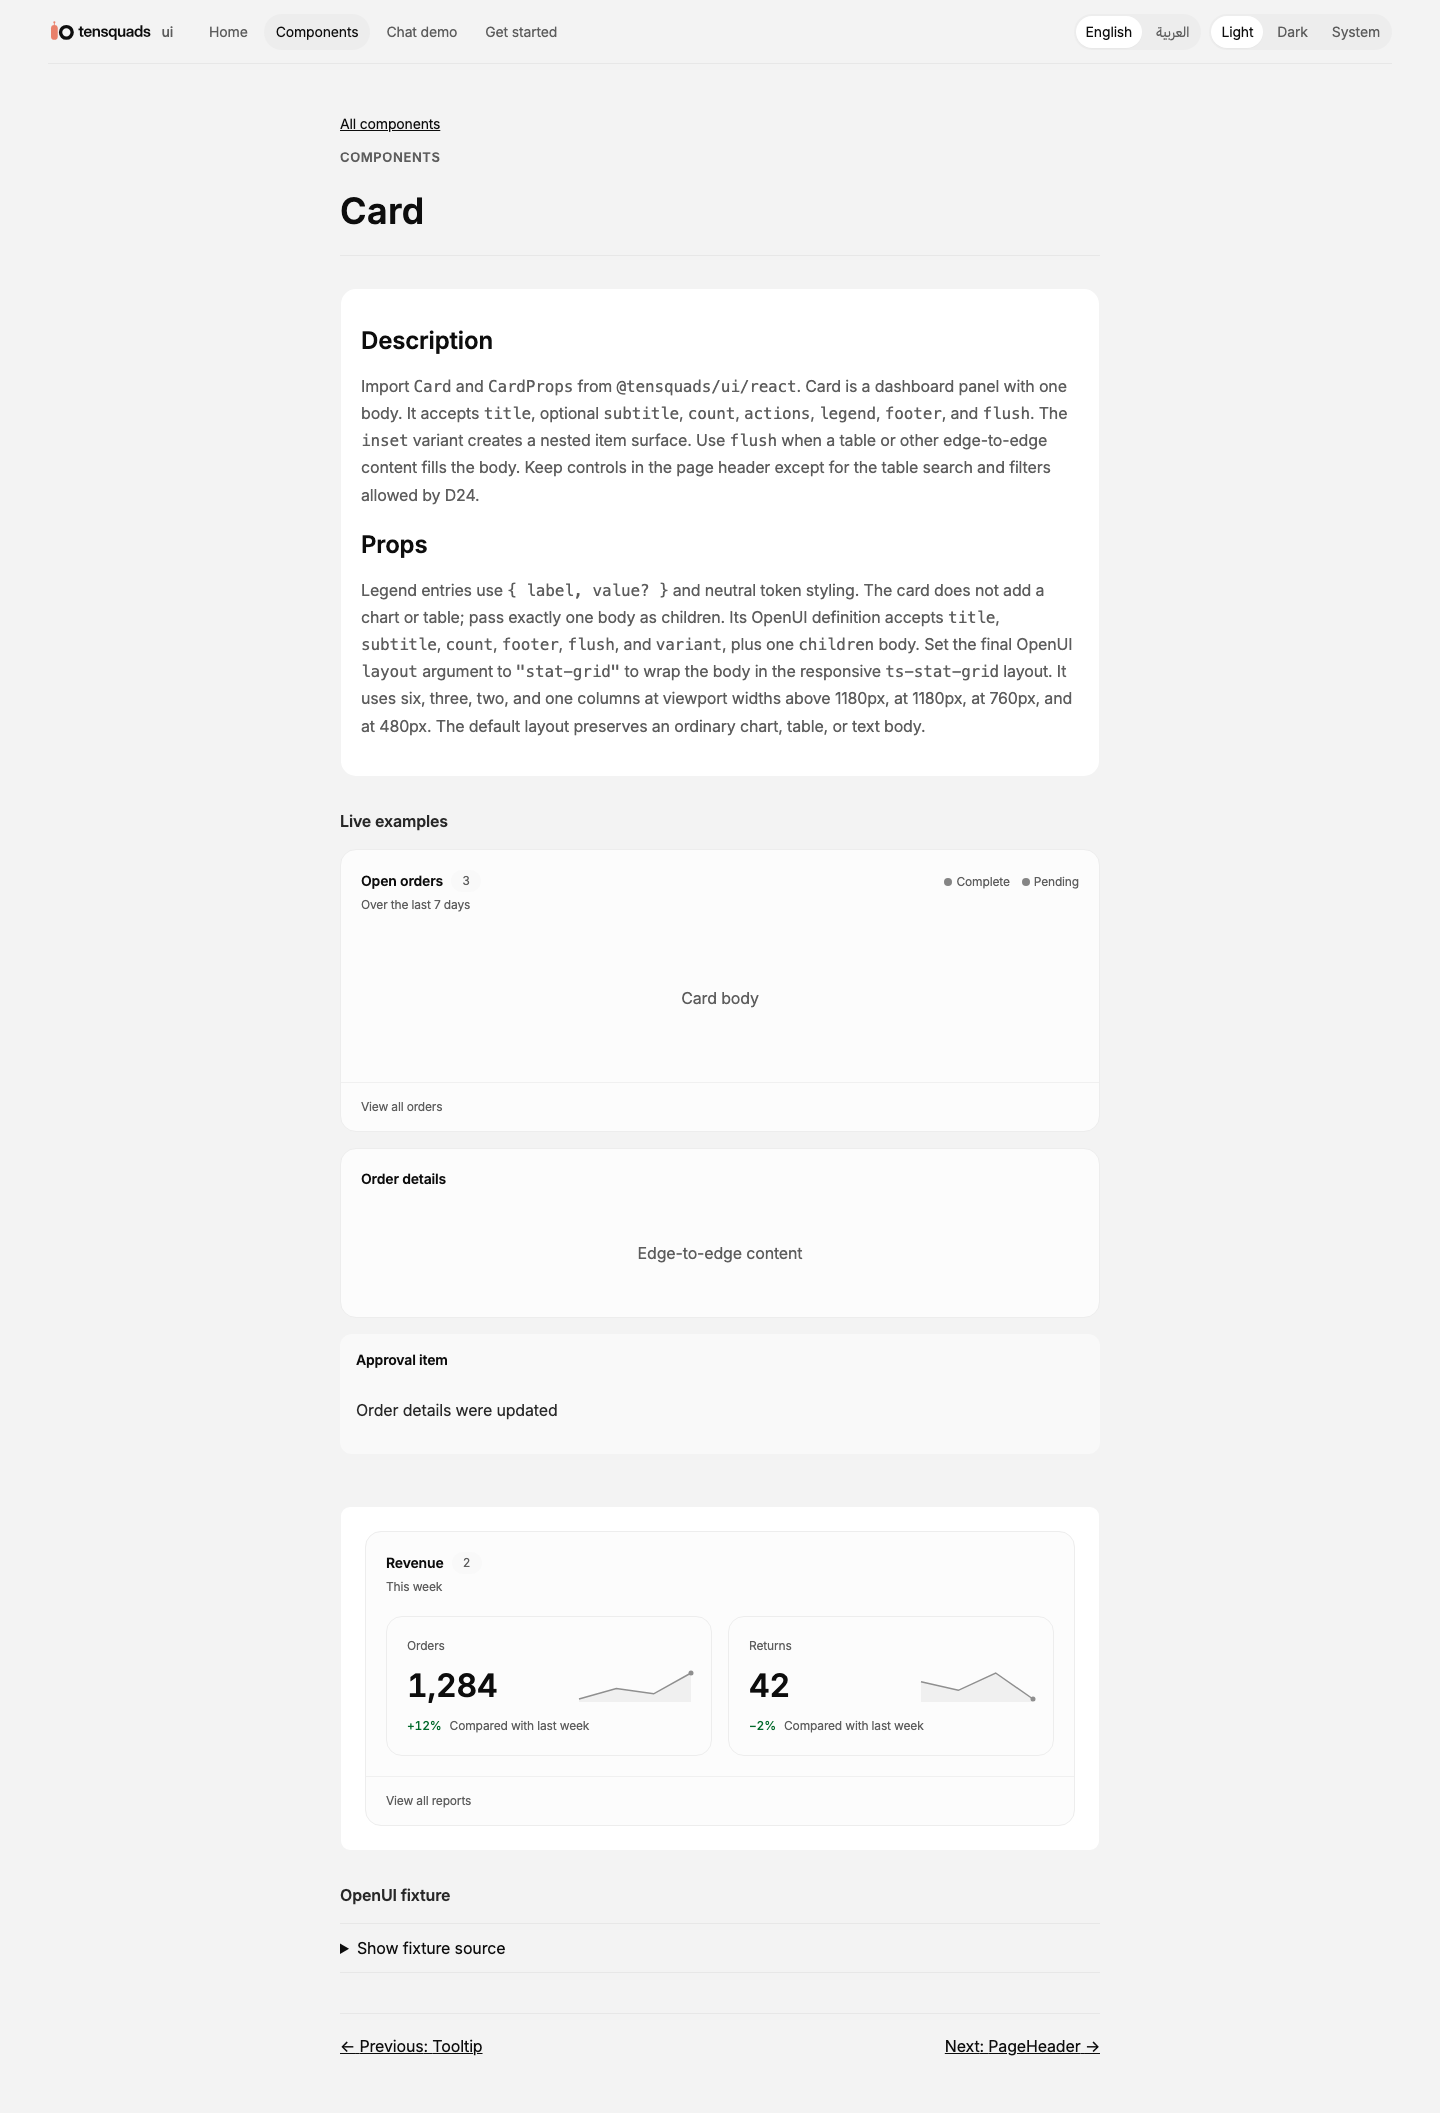 tensquads ui Home Components Chat demo Get started English العربية Light Dark System
All components
COMPONENTS
Card
Description
Import Card and CardProps from @tensquads/ui/react. Card is a dashboard panel with one
body. It accepts title, optional subtitle, count, actions, legend, footer, and flush. The
inset variant creates a nested item surface. Use flush when a table or other edge-to-edge
content fills the body. Keep controls in the page header except for the table search and filters
allowed by D24.
Props
Legend entries use { label, value? } and neutral token styling. The card does not add a
chart or table; pass exactly one body as children. Its OpenUI definition accepts title,
subtitle, count, footer, flush, and variant, plus one children body. Set the final OpenUI
layout argument to "stat-grid" to wrap the body in the responsive ts-stat-grid layout. It
uses six, three, two, and one columns at viewport widths above 1180px, at 1180px, at 760px, and
at 480px. The default layout preserves an ordinary chart, table, or text body.
Live examples
Open orders 3 Complete Pending
Over the last 7 days
Card body
View all orders
Order details
Edge-to-edge content
Approval item
Order details were updated
Revenue 2
This week
Orders Returns
1,284 42
+12% Compared with last week −2% Compared with last week
View all reports
OpenUI fixture
▶ Show fixture source
← Previous: Tooltip Next: PageHeader →